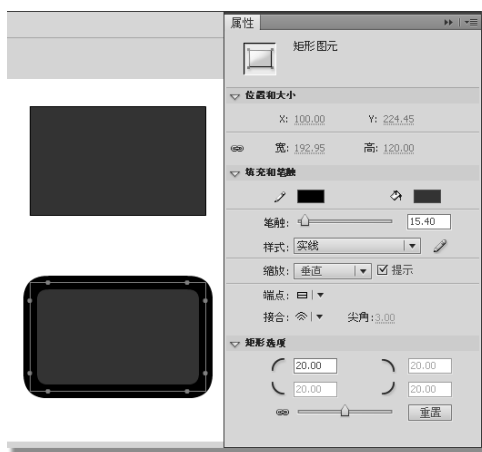 属性
矩形图元
位置和大小
X: 100.00 Y: 224.45
宽: 192.95 高: 120.00
填充和笔触
笔触: 15.40
样式: 实线
缩放: 垂直 提示
端点:
接合: 尖角: 3.00
矩形选项
20.00 20.00
20.00 20.00
重置